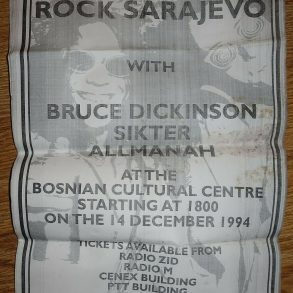 ROCK SARAJEVO
WITH
BRUCE DICKINSON
SIKTER
ALLMANAH
AT THE
BOSNIAN CULTURAL CENTRE
STARTING AT 1800
ON THE 14 DECEMBER 1994
TICKETS AVAILABLE FROM
RADIO ZID
RADIO M
CENEX BUILDING
PTT BUILDING